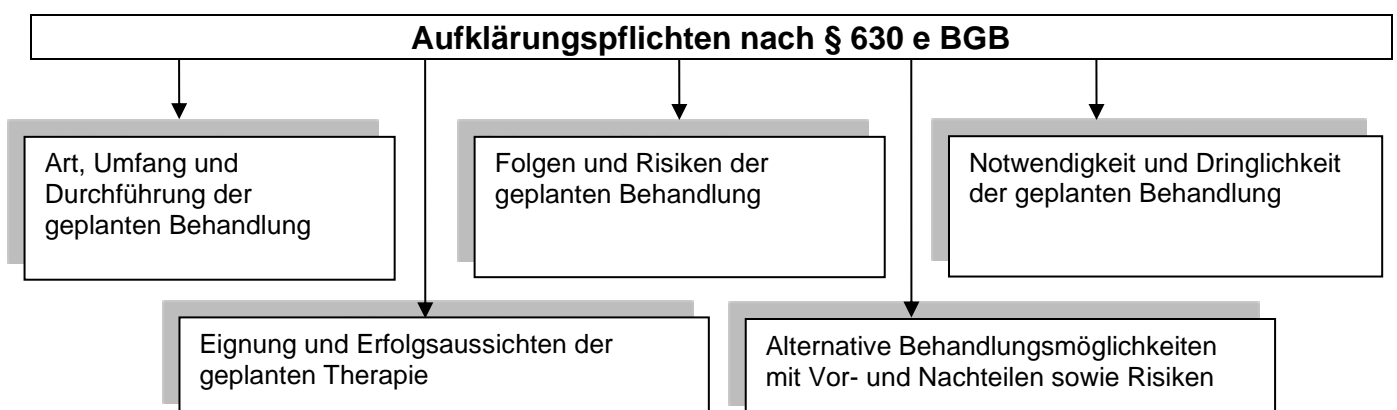 Aufklärungspflichten nach § 630 e BGB
Art, Umfang und
Durchführung der
geplanten Behandlung
Folgen und Risiken der
geplanten Behandlung
Notwendigkeit und Dringlichkeit
der geplanten Behandlung
Eignung und Erfolgsaussichten der
geplanten Therapie
Alternative Behandlungsmöglichkeiten
mit Vor- und Nachteilen sowie Risiken